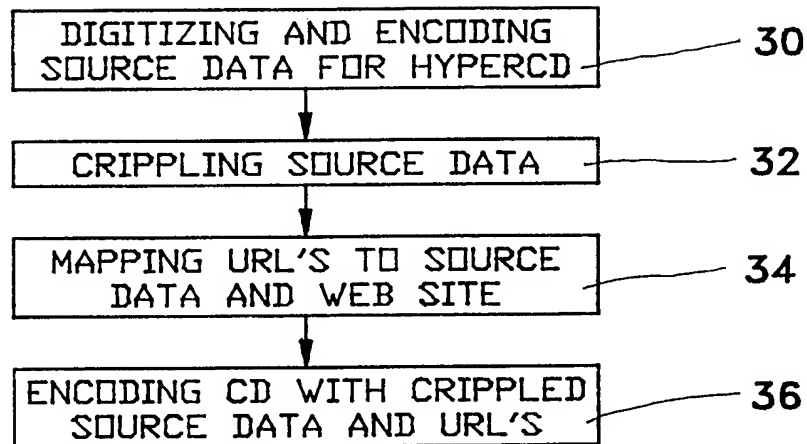 DIGITIZING AND ENCODING
SOURCE DATA FOR HYPERCD
30
CRIPPLING SOURCE DATA
32
MAPPING URL'S TO SOURCE
DATA AND WEB SITE
34
ENCODING CD WITH CRIPPLED
SOURCE DATA AND URL'S
36